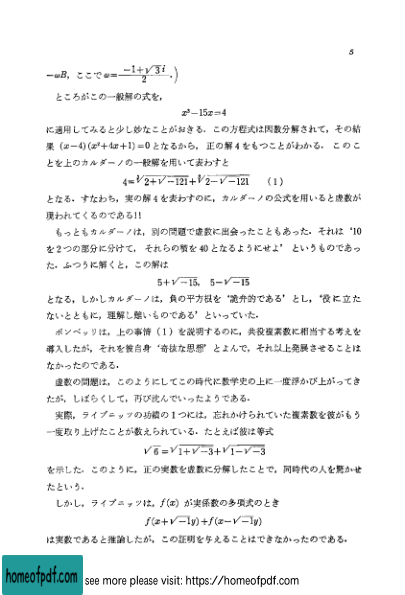 5
−ωB, ここでω= (−1+√3 i)/2 .)
ところがこの一般解の式を,
x³−15x=4
に適用してみると少し妙なことがおきる. この方程式は因数分解されて, その結
果 (x−4)(x²+4x+1)=0となるから, 正の解4をもつことがわかる. このこ
とを上のカルダーノの一般解を用いて表わすと
4=∛(2+√−121)+∛(2−√−121) (1)
となる. すなわち, 実の解4を表わすのに, カルダーノの公式を用いると虚数が
現われてくるのである!!
もっともカルダーノは, 別の問題で虚数に出会ったこともあった. それは‘10
を2つの部分に分けて, それらの積を40となるようにせよ’ というものであっ
た. ふつうに解くと, この解は
5+√−15, 5−√−15
となる, しかしカルダーノは, 負の平方根を‘詭弁的である’とし, ‘役に立た
ないとともに, 理解し難いものである’といっていた.
ボンベッリは, 上の事情 (1) を説明するのに, 共役複素数に相当する考えを
導入したが, それを彼自身‘奇抜な思想’とよんで, それ以上発展させることは
なかったのである.
虚数の問題は, このようにしてこの時代に数学史の上に一度浮かび上がってき
たが, しばらくして, 再び沈んでいったようである.
実際, ライプニッツの功績の1つには, 忘れかけられていた複素数を彼がもう
一度取り上げたことが数えられている. たとえば彼は等式
√6=√(1+√−3)+√(1−√−3)
を示した. このように, 正の実数を虚数に分解したことで, 同時代の人を驚かせ
たという.
しかし, ライプニッツは, f(x) が実係数の多項式のとき
f(x+√−1y)+f(x−√−1y)
は実数であると推論したが, この証明を与えることはできなかったのである.
homeofpdf.com
see more please visit: https://homeofpdf.com